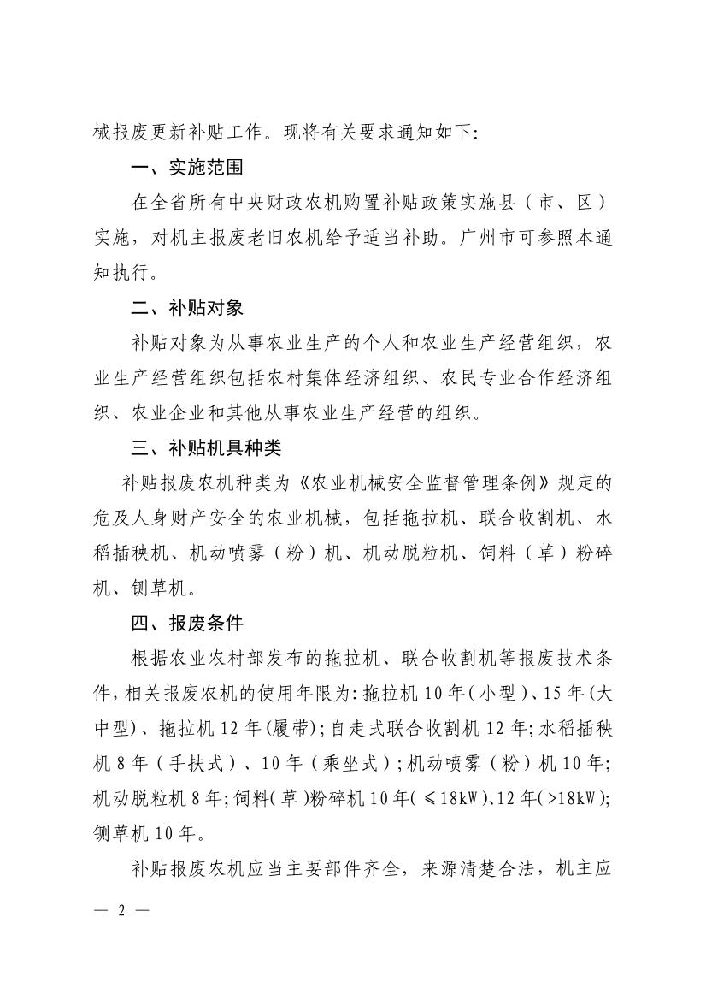 械报废更新补贴工作。现将有关要求通知如下：
一、实施范围
在全省所有中央财政农机购置补贴政策实施县（市、区）
实施，对机主报废老旧农机给予适当补助。广州市可参照本通
知执行。
二、补贴对象
补贴对象为从事农业生产的个人和农业生产经营组织，农
业生产经营组织包括农村集体经济组织、农民专业合作经济组
织、农业企业和其他从事农业生产经营的组织。
三、补贴机具种类
补贴报废农机种类为《农业机械安全监督管理条例》规定的
危及人身财产安全的农业机械，包括拖拉机、联合收割机、水
稻插秧机、机动喷雾（粉）机、机动脱粒机、饲料（草）粉碎
机、铡草机。
四、报废条件
根据农业农村部发布的拖拉机、联合收割机等报废技术条
件,相关报废农机的使用年限为:拖拉机 10 年(小型)、15 年(大
中型)、拖拉机 12 年(履带);自走式联合收割机 12 年;水稻插秧
机 8 年（手扶式）、10 年（乘坐式）;机动喷雾（粉）机 10 年;
机动脱粒机 8 年;饲料(草)粉碎机 10 年(≤18kW)、12 年(>18kW);
铡草机 10 年。
补贴报废农机应当主要部件齐全，来源清楚合法，机主应
— 2 —